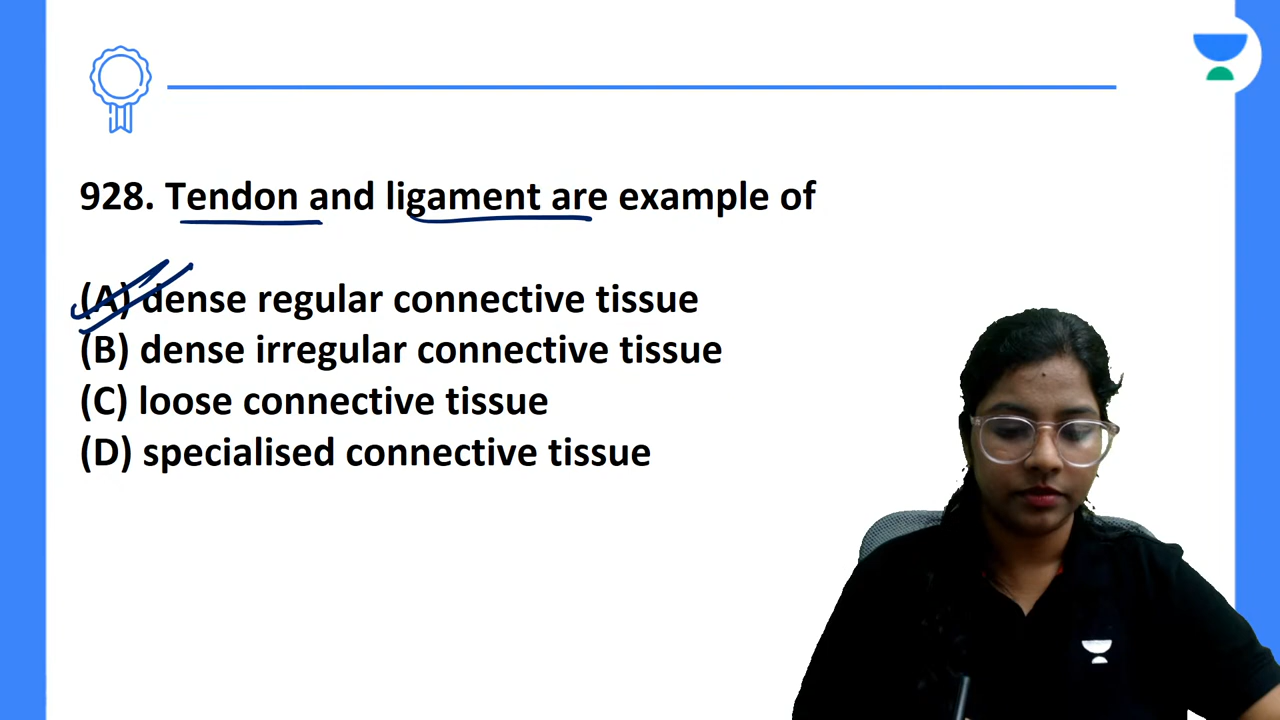 928. Tendon and ligament are example of
(A) dense regular connective tissue
(B) dense irregular connective tissue
(C) loose connective tissue
(D) specialised connective tissue